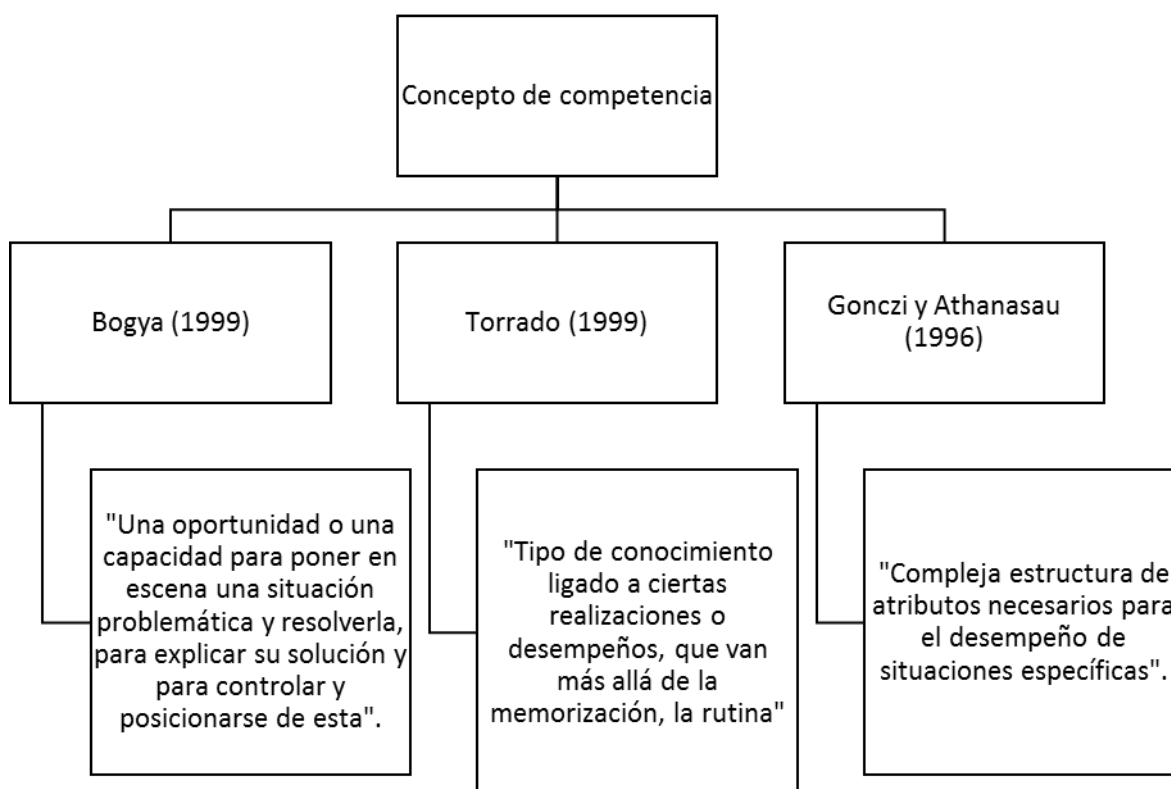 Concepto de competencia
Bogya (1999)
Torrado (1999)
Gonczi y Athanasau
(1996)
"Una oportunidad o una
capacidad para poner en
escena una situación
problemática y resolverla,
para explicar su solución y
para controlar y
posicionarse de esta".
"Tipo de conocimiento
ligado a ciertas
realizaciones o
desempeños, que van
más allá de la
memorización, la rutina"
"Compleja estructura de
atributos necesarios para
el desempeño de
situaciones específicas".